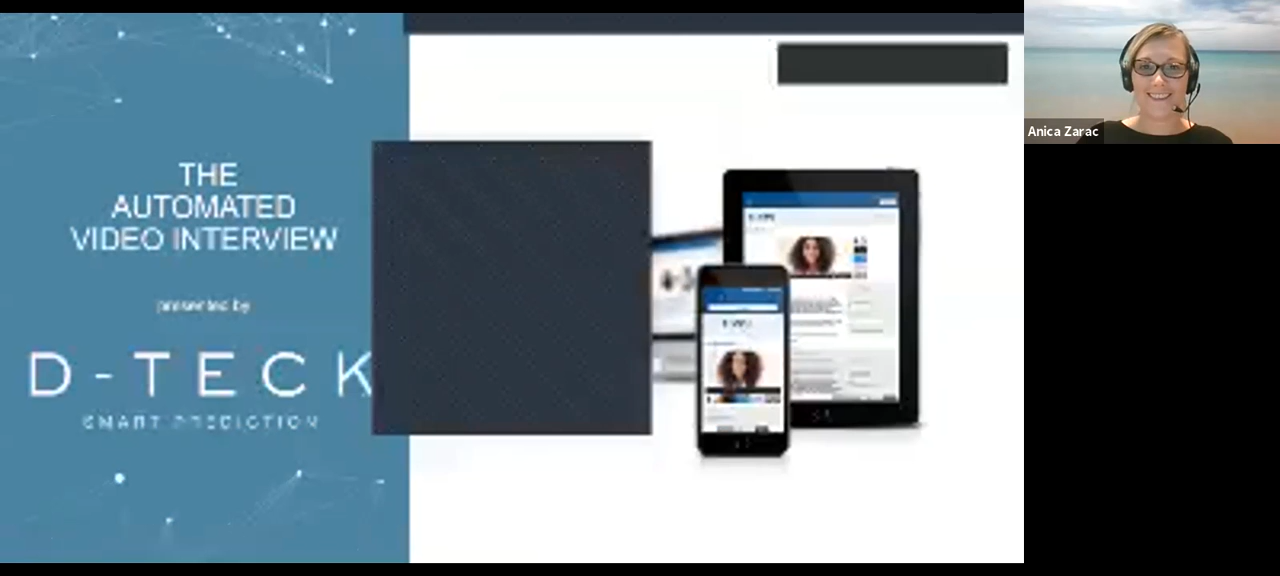 THE
AUTOMATED
VIDEO INTERVIEW
presented by
D-TECK
SMART PREDICTION
Anica Zarac